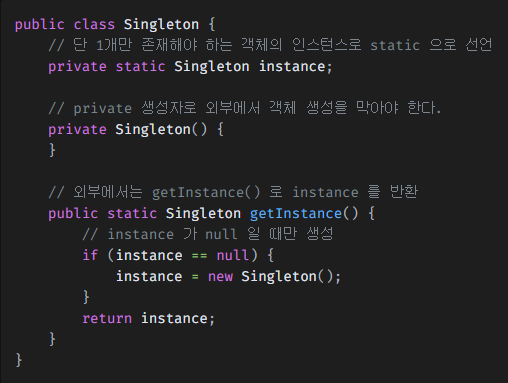 public class Singleton {
    // 단 1개만 존재해야 하는 객체의 인스턴스로 static 으로 선언
    private static Singleton instance;

    // private 생성자로 외부에서 객체 생성을 막아야 한다.
    private Singleton() {
    }

    // 외부에서는 getInstance() 로 instance 를 반환
    public static Singleton getInstance() {
        // instance 가 null 일 때만 생성
        if (instance == null) {
            instance = new Singleton();
        }
        return instance;
    }
}